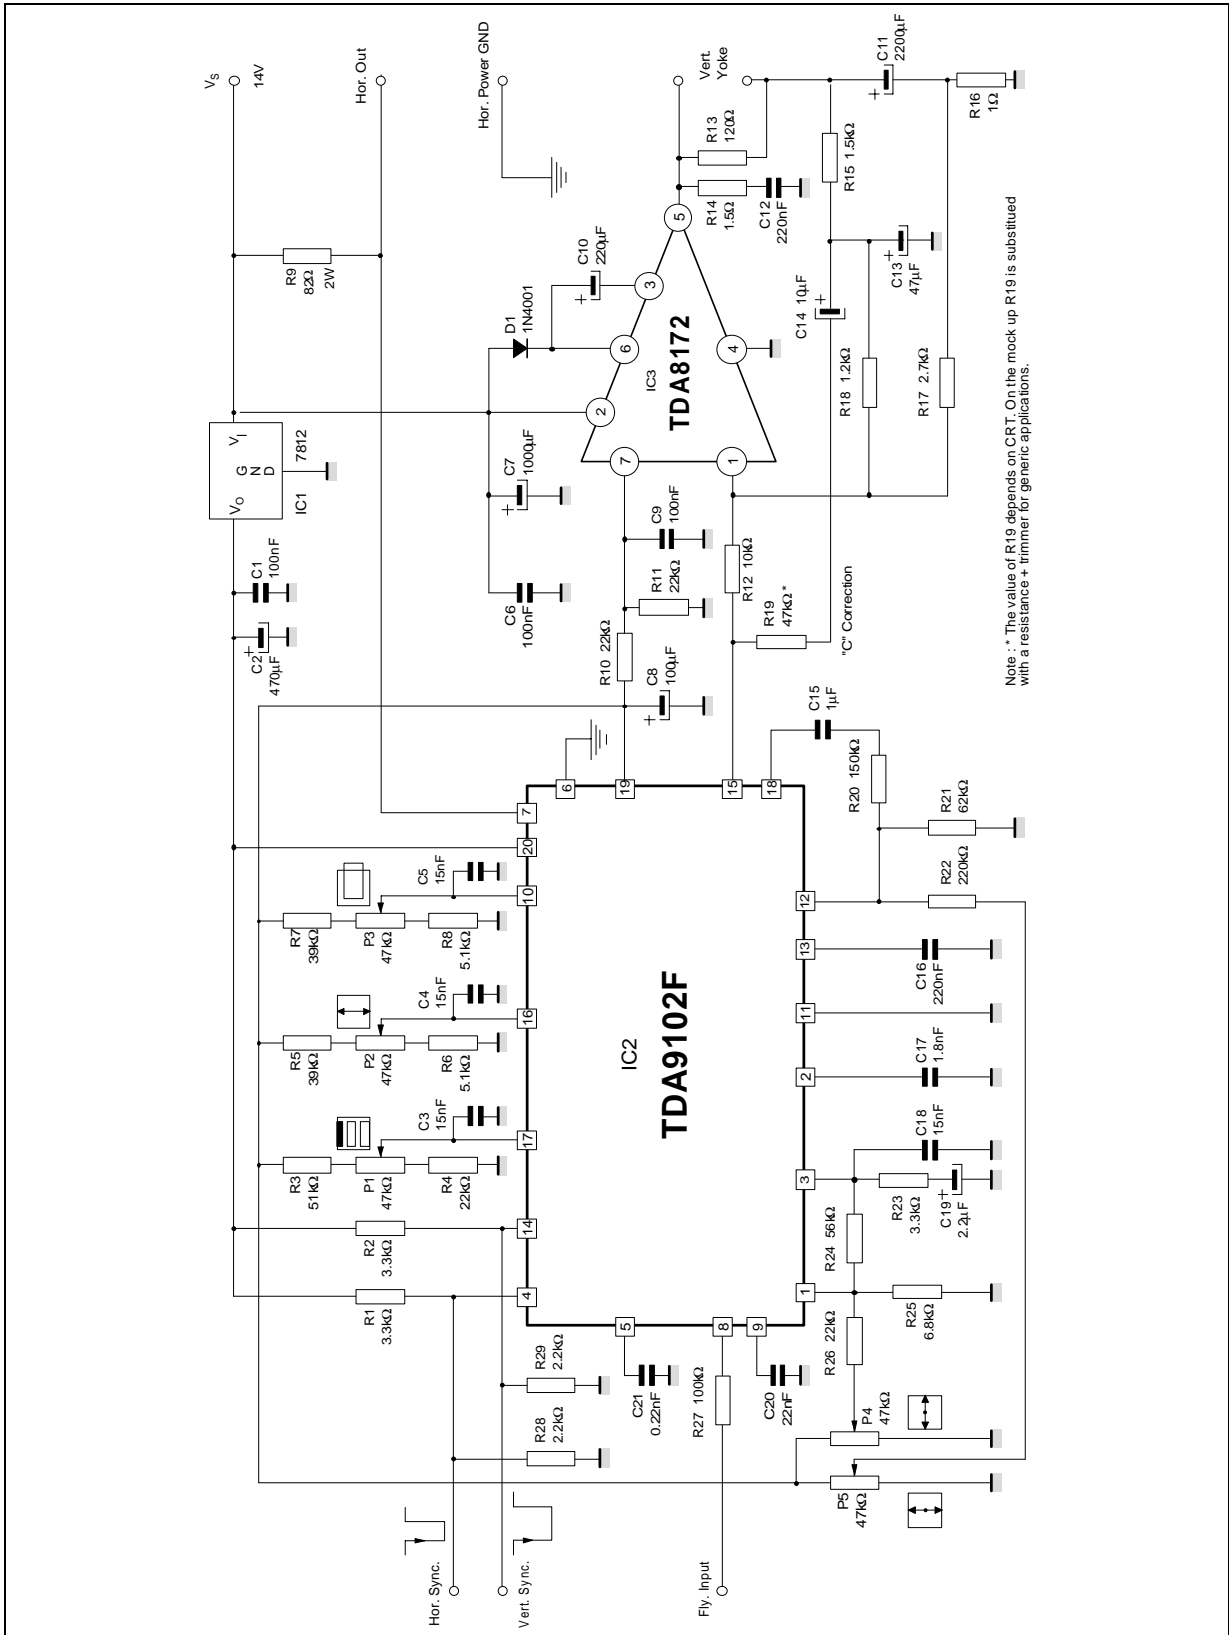 VS
14V
Hor. Out
Hor. Power GND
Vert.
Yoke
C11
2200µF
R16
1Ω
R13
120Ω
R14
1.5Ω
C12
220nF
R15 1.5kΩ
R9
82Ω
2W
C10
220µF
D1
1N4001
5
3
6
4
2
7
1
IC3
TDA8172
C14 10µF
C13
47µF
R18 1.2kΩ
R17 2.7kΩ
VI
G
N
D
VO
7812
IC1
C7
1000µF
C6
100nF
C1
100nF
C2
470µF
C9
100nF
R11
22kΩ
R10 22kΩ
C8
100µF
R12 10kΩ
R19
47kΩ *
"C" Correction
Note : * The value of R19 depends on CRT. On the mock up R19 is substitued
with a resistance + trimmer for generic applications.
C15
1µF
R20 150kΩ
R21
62kΩ
R22
220kΩ
6
19
15
18
7
20
10
16
17
14
4
12
13
11
2
3
1
5
8
9
IC2
TDA9102F
C5
15nF
R7
39kΩ
P3
47kΩ
R8
5.1kΩ
C4
15nF
R5
39kΩ
P2
47kΩ
R6
5.1kΩ
C3
15nF
R3
51kΩ
P1
47kΩ
R4
22kΩ
R2
3.3kΩ
R1
3.3kΩ
C16
220nF
C17
1.8nF
C18
15nF
R23
3.3kΩ
C19
2.2µF
R24 56kΩ
R25
6.8kΩ
R26 22kΩ
P4
47kΩ
P5
47kΩ
R29
2.2kΩ
R28
2.2kΩ
C21
0.22nF
R27 100kΩ
C20
22nF
Hor. Sync.
Vert. Sync.
Fly. Input